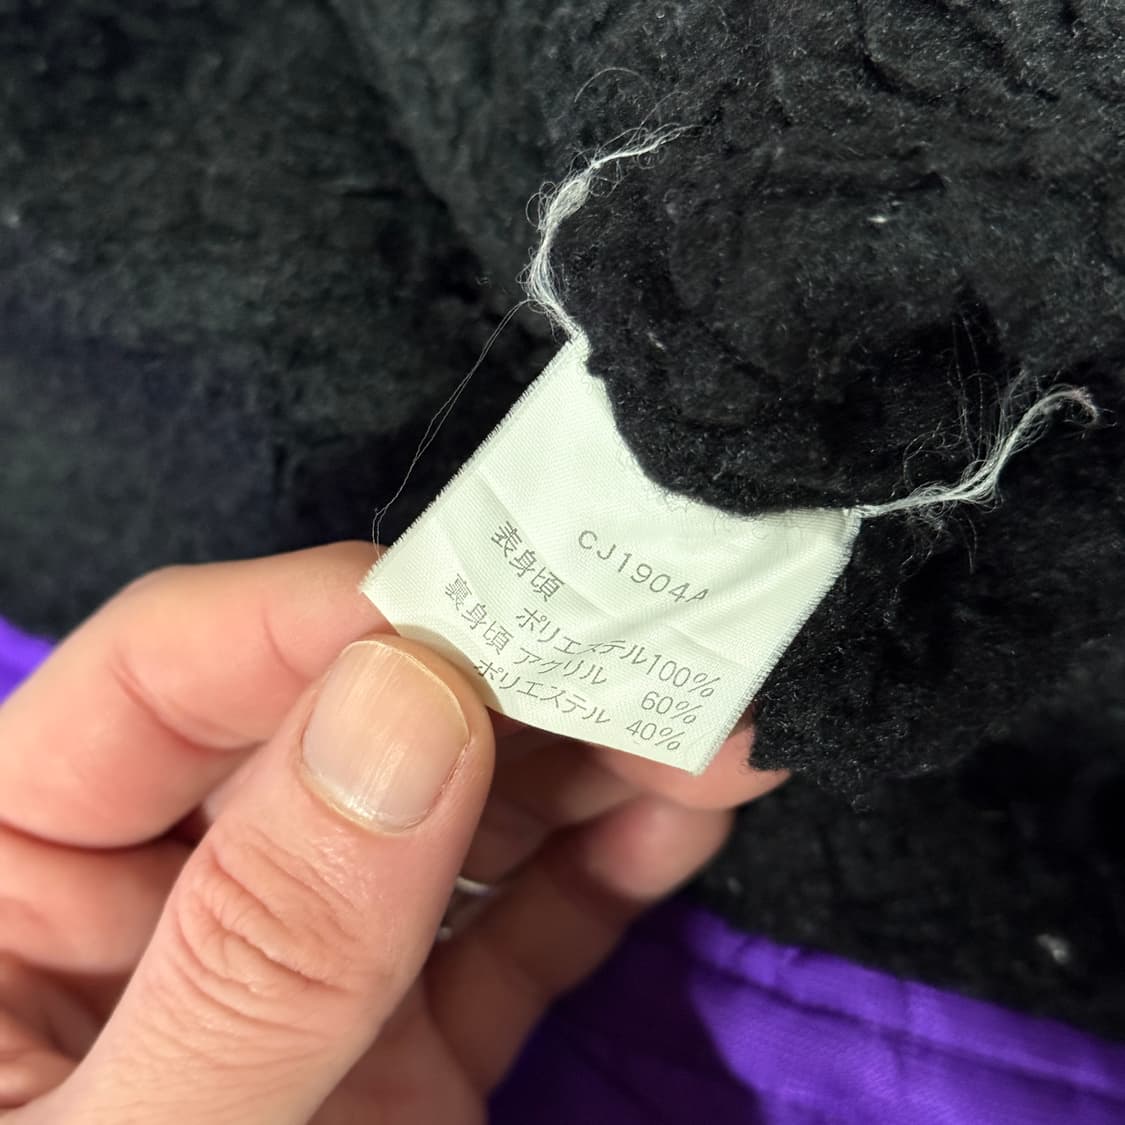 CJ1904A
表身頃
ポリエステル100%
裏身頃 アクリル 60%
ポリエステル 40%